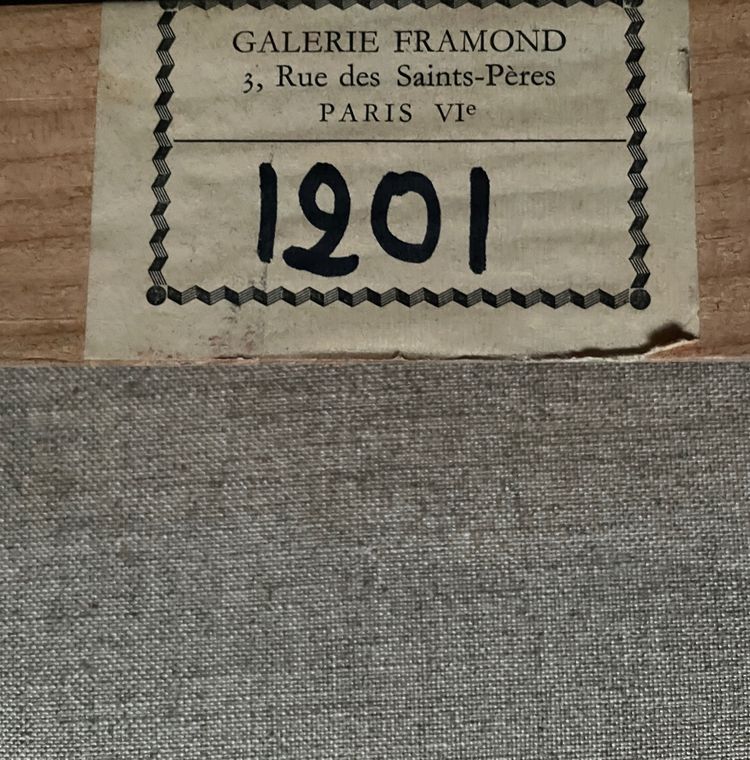 GALERIE FRAMOND
3, Rue des Saints-Pères
PARIS VIe
1201